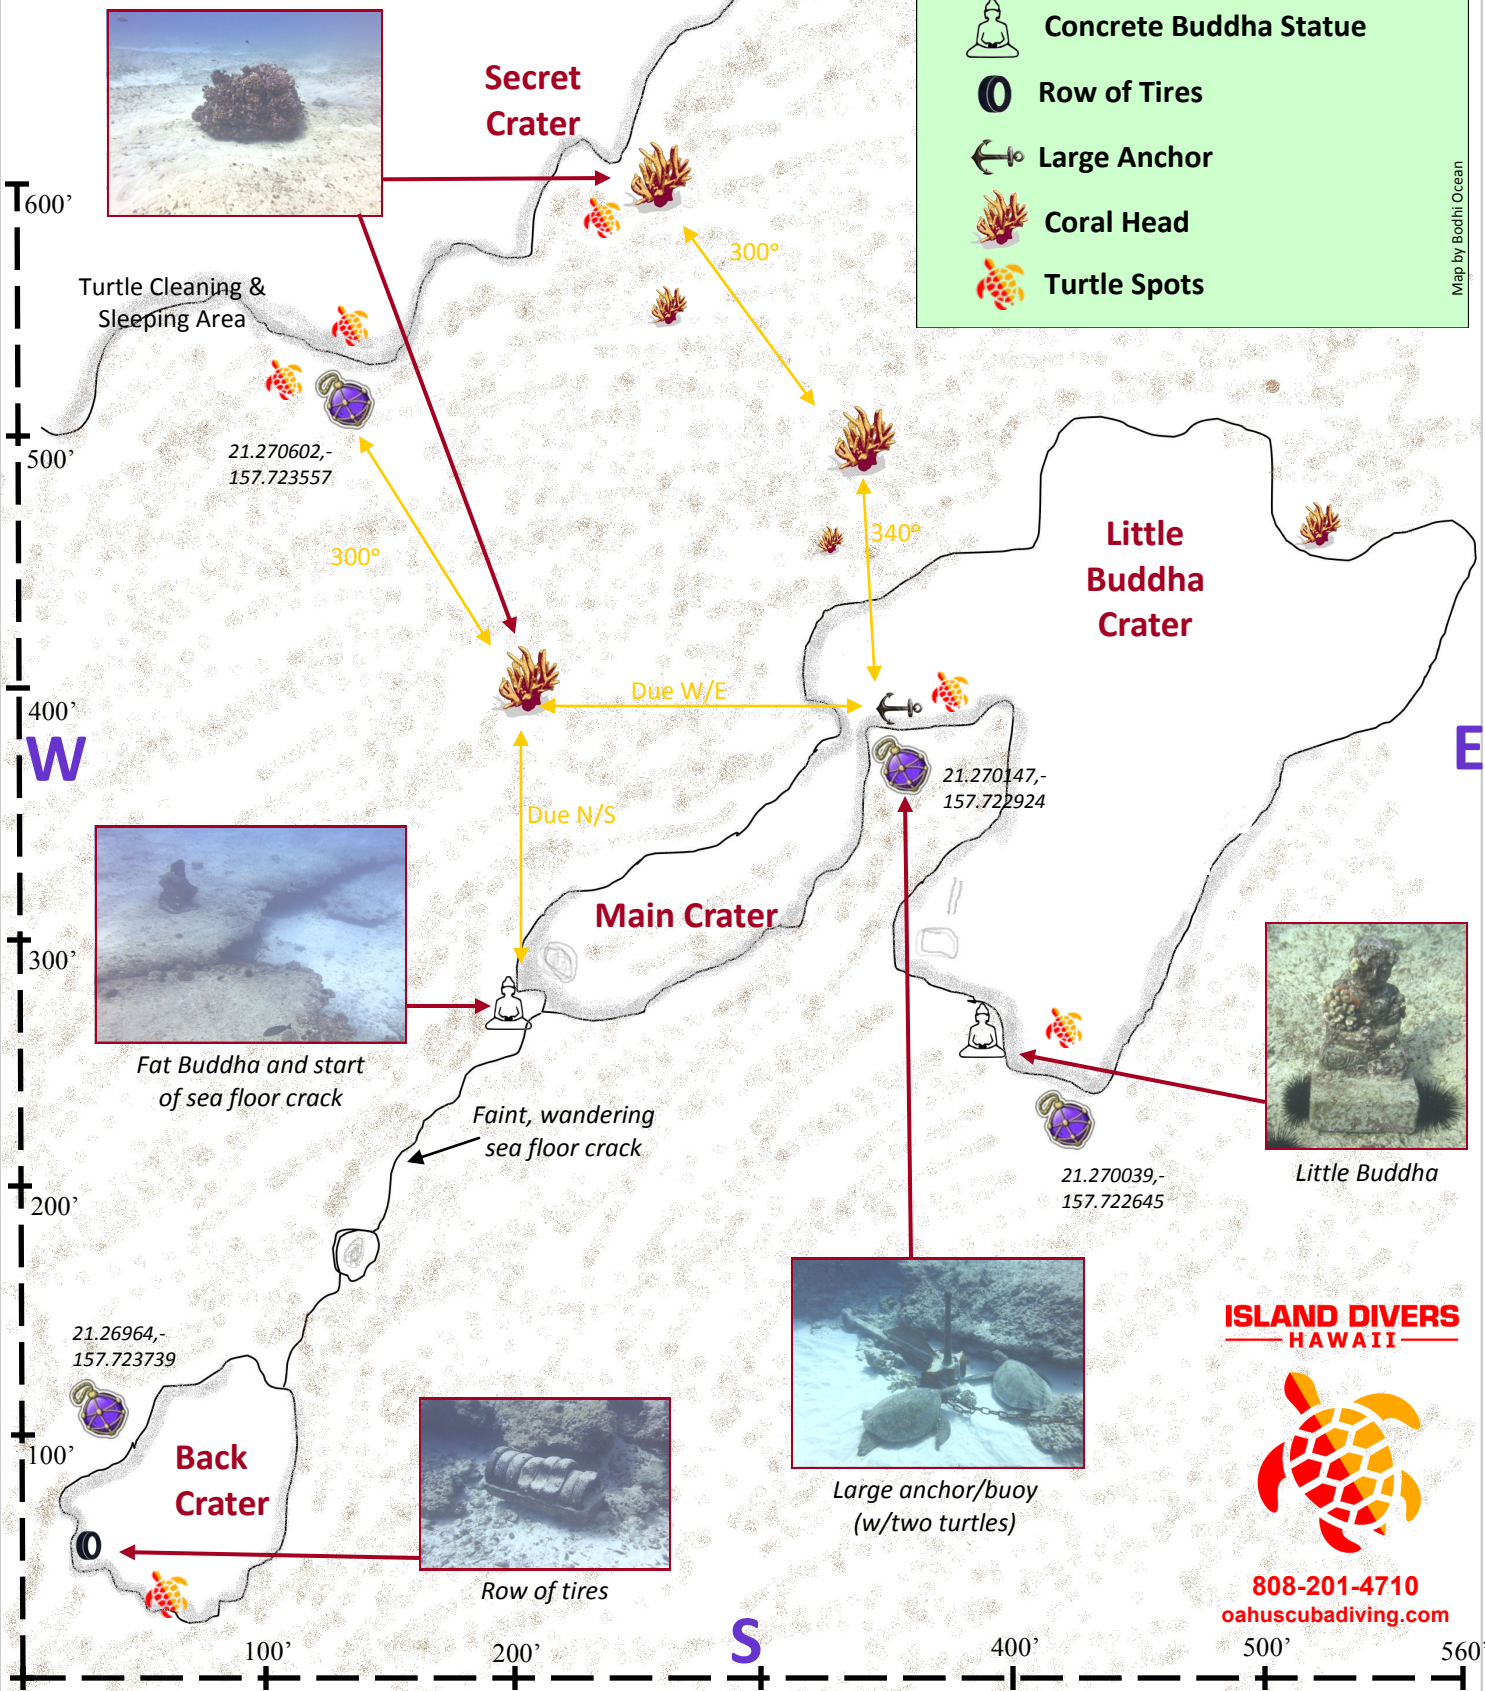 Concrete Buddha Statue
Row of Tires
Large Anchor
Coral Head
Turtle Spots
Map by Bodhi Ocean
Secret
Crater
600’
300°
Turtle Cleaning &
Sleeping Area
21.270602,-
157.723557
500’
300°
340°
Little
Buddha
Crater
Due W/E
400’
W
E
21.270147,-
157.722924
Due N/S
Main Crater
300’
Fat Buddha and start
of sea floor crack
Faint, wandering
sea floor crack
Little Buddha
21.270039,-
157.722645
200’
21.26964,-
157.723739
100’
Back
Crater
Row of tires
Large anchor/buoy
(w/two turtles)
ISLAND DIVERS
HAWAII
808-201-4710
oahuscubadiving.com
S
100’
200’
400’
500’
560’